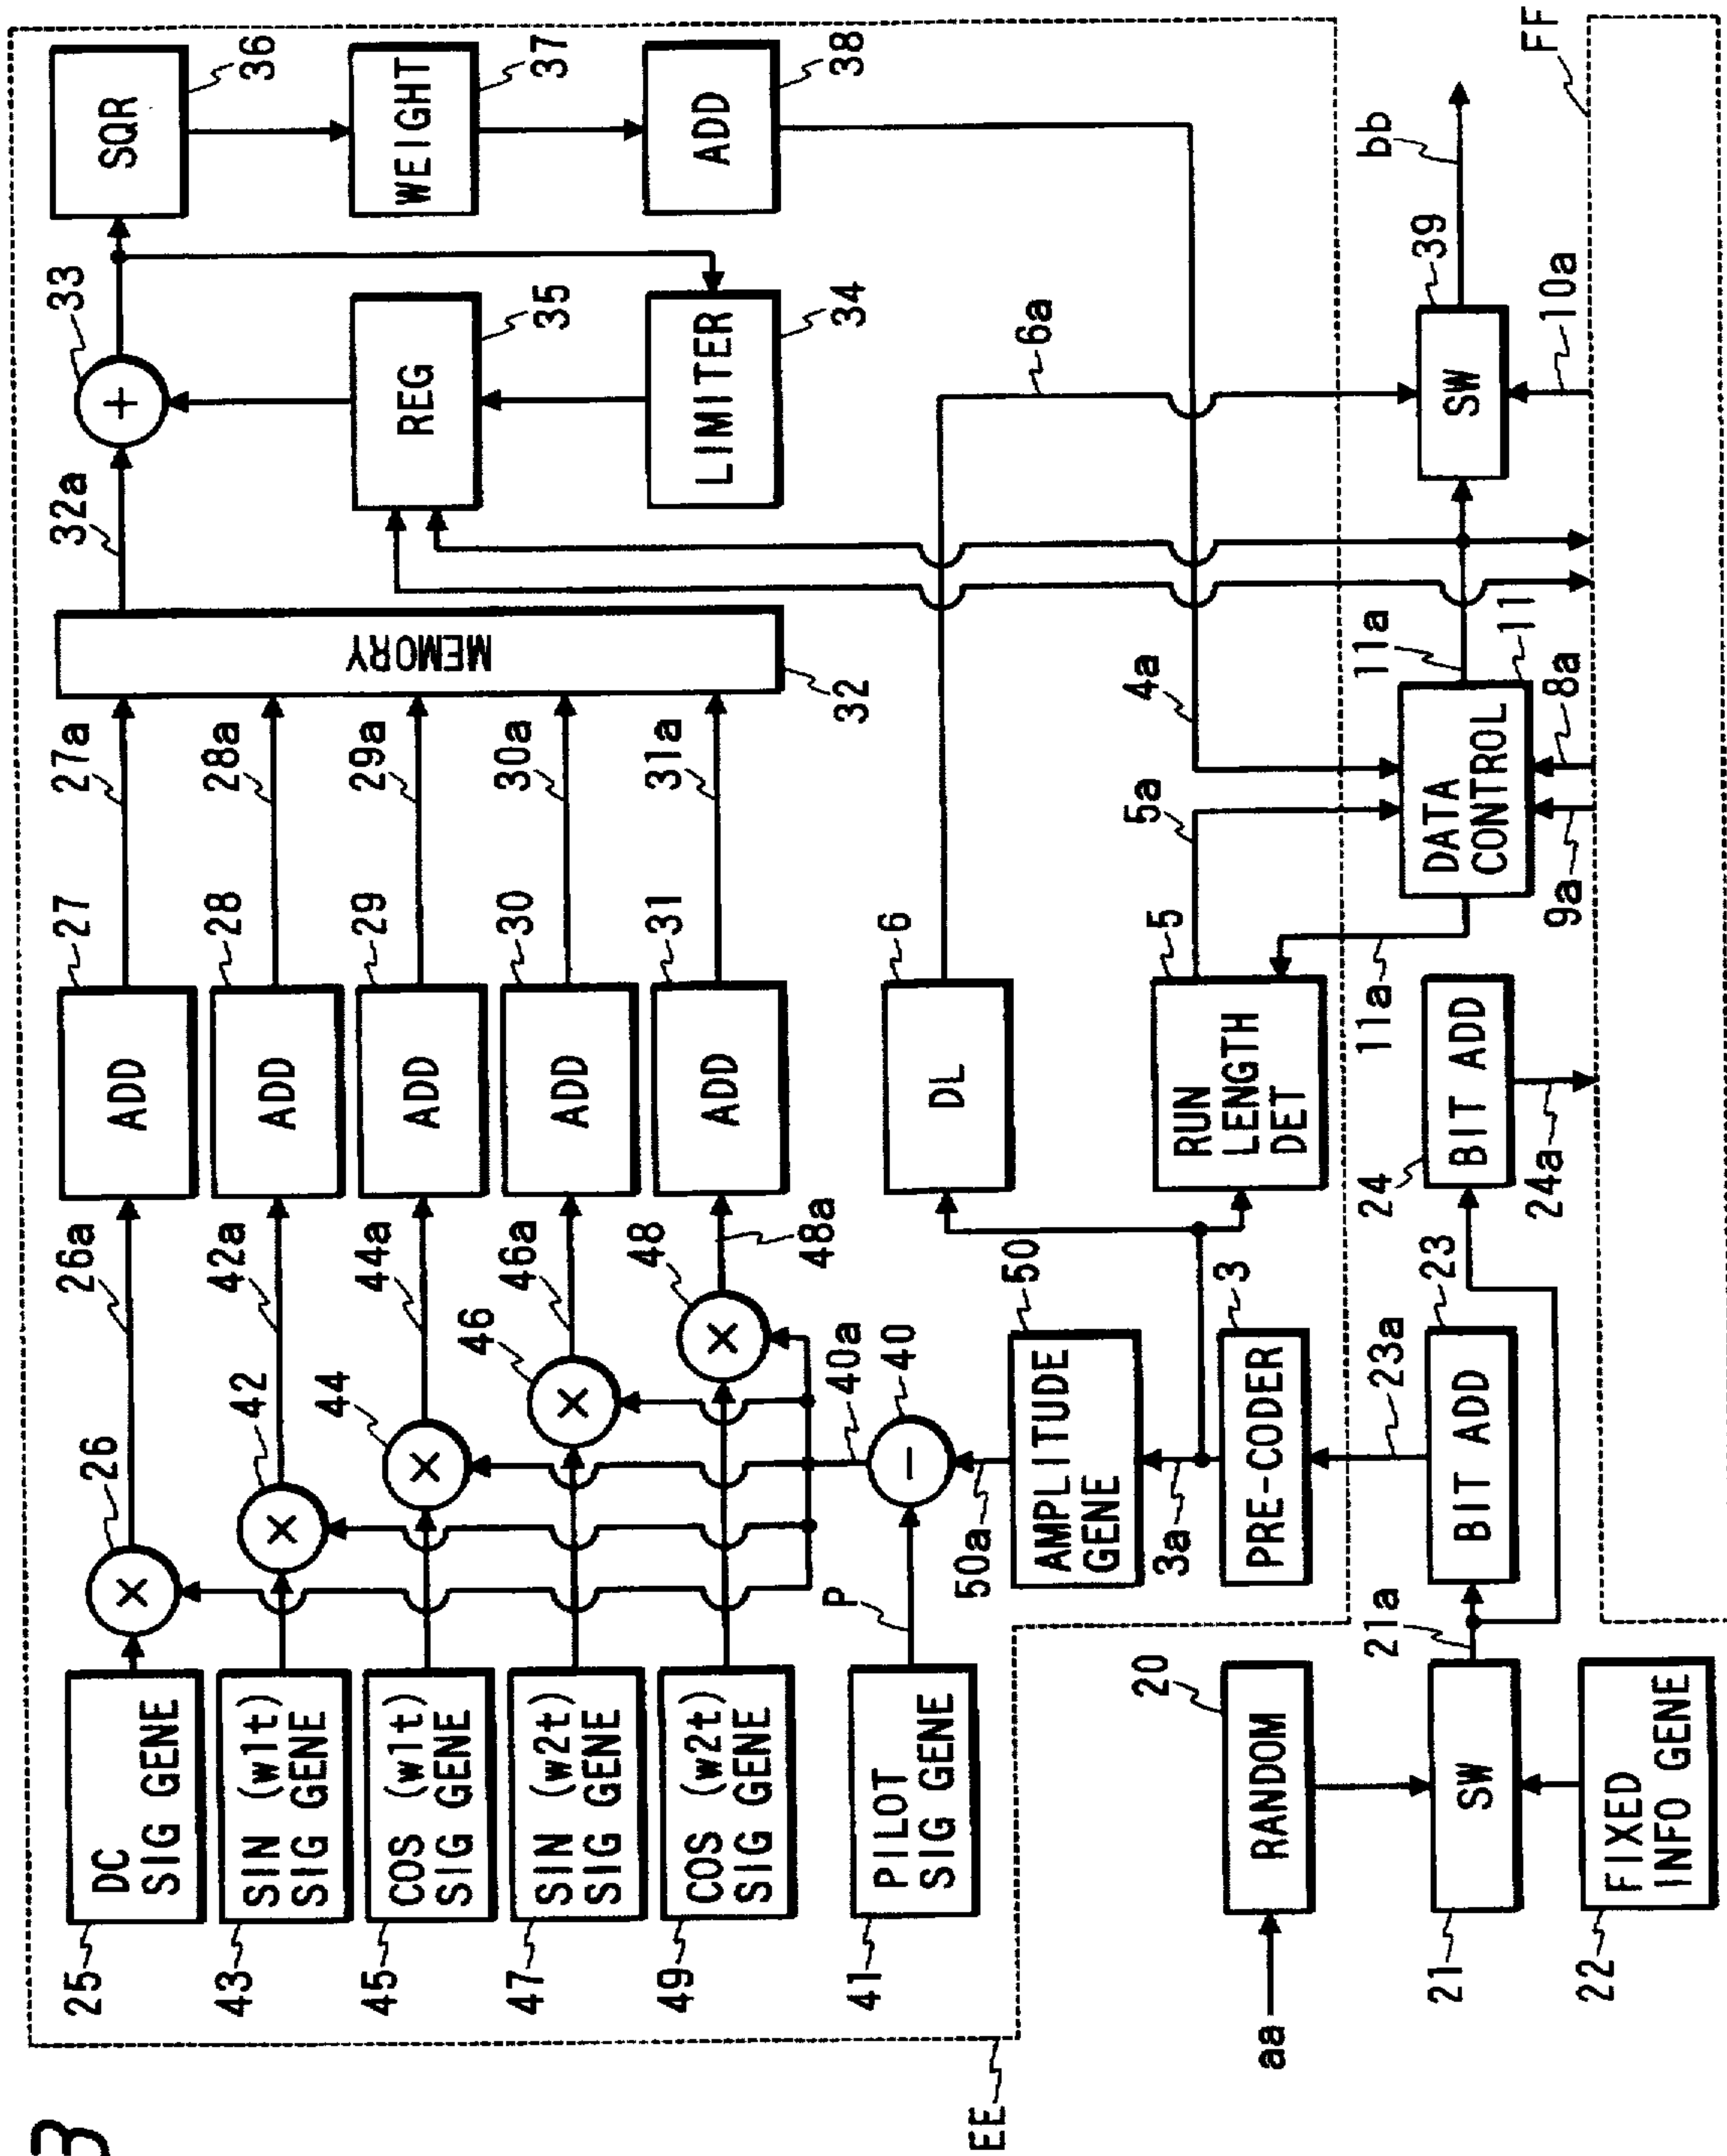 3
EE
25
DC
SIG GENE
26
26a
27
ADD
27a
43
SIN (w1t)
SIG GENE
42
42a
28
ADD
28a
45
COS (w1t)
SIG GENE
44
44a
29
ADD
29a
47
SIN (w2t)
SIG GENE
46
46a
30
ADD
30a
49
COS (w2t)
SIG GENE
48
48a
31
ADD
31a
MEMORY
32
32a
33
+
REG
35
LIMITER
34
SQR
36
WEIGHT
37
ADD
38
41
PILOT
SIG GENE
P
40
40a
50a
AMPLITUDE
GENE
50
3a
PRE-CODER
3
DL
6
6a
RUN
LENGTH
DET
5
5a
4a
aa
RANDOM
20
21
SW
21a
22
FIXED
INFO GENE
BIT ADD
23
23a
24
BIT ADD
24a
11a
DATA
CONTROL
11
11a
9a
8a
SW
39
10a
bb
FF
×
×
×
×
×
−